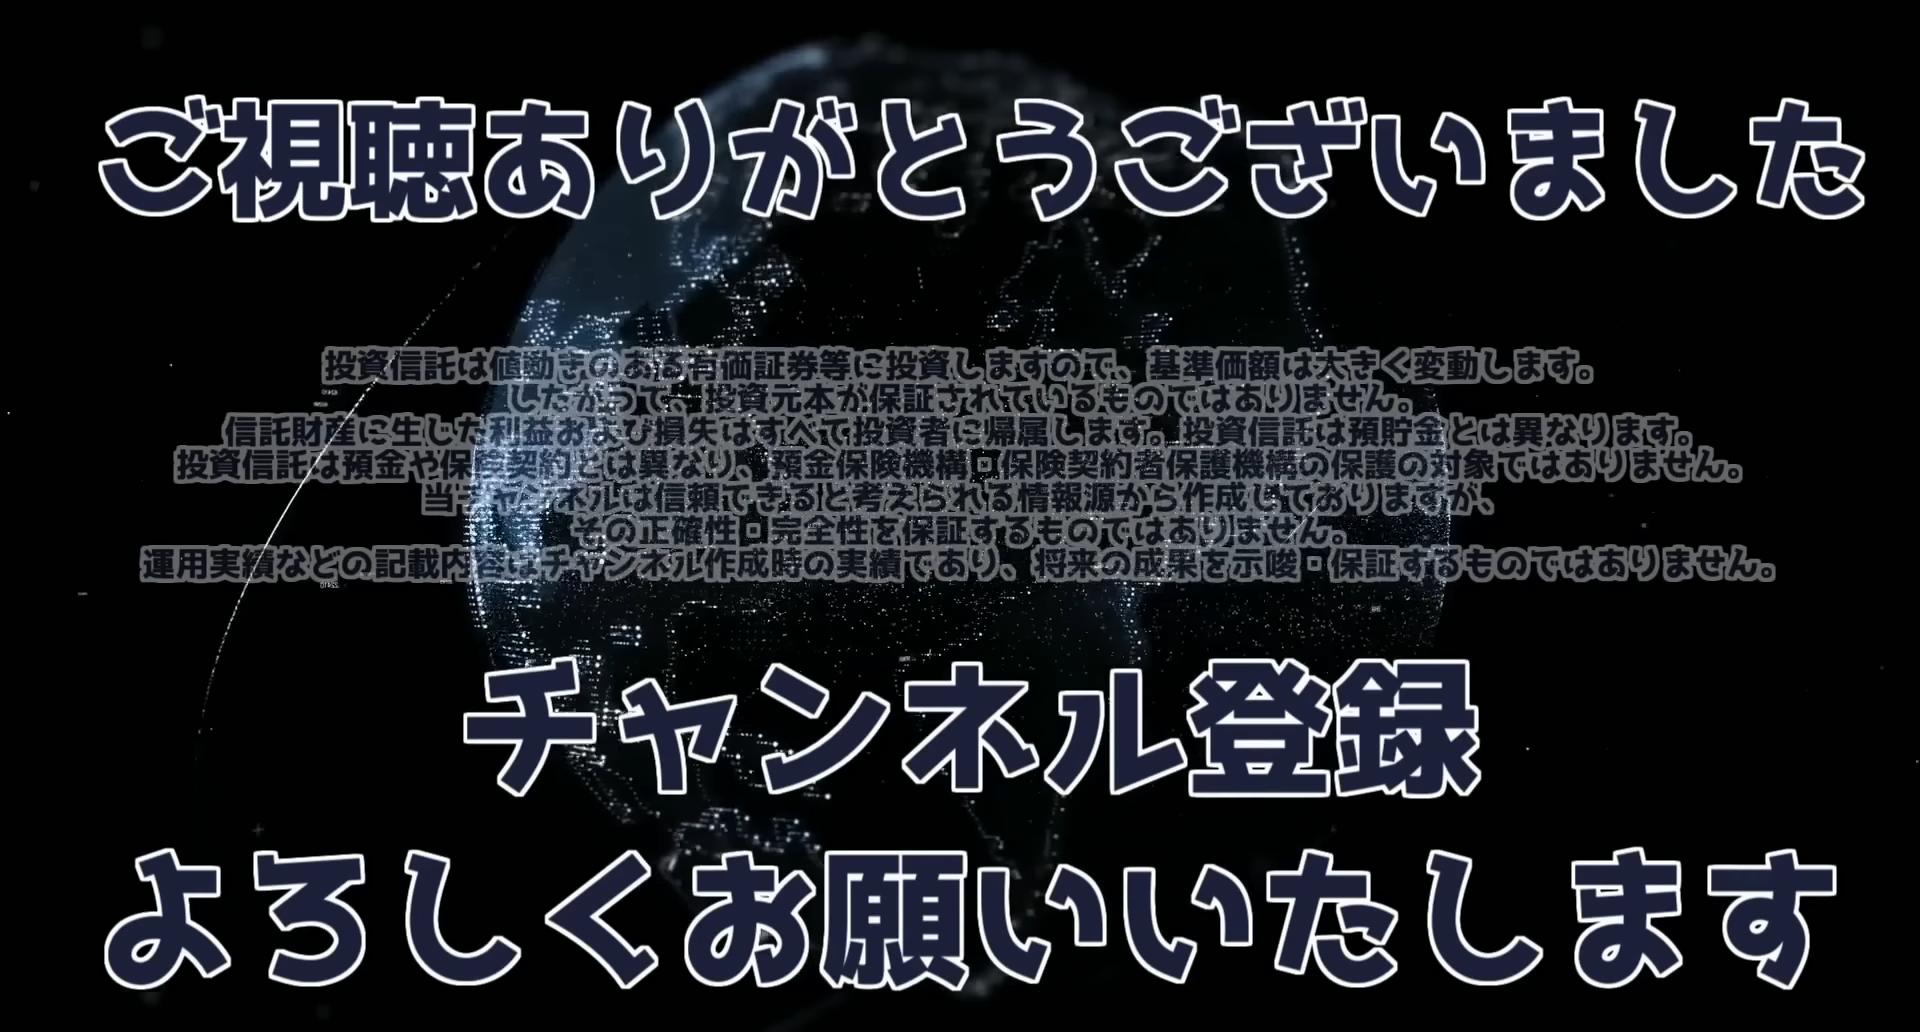 ご視聴ありがとうございました
投資信託は値動きのある有価証券等に投資しますので、基準価額は大きく変動します。
したがって、投資元本が保証されているものではありません。
信託財産に生じた利益および損失はすべて投資者に帰属します。投資信託は預貯金とは異なります。
投資信託は預金や保険契約とは異なり、預金保険機構・保険契約者保護機構の保護の対象ではありません。
当チャンネルは信頼できると考えられる情報源から作成しておりますが、
その正確性・完全性を保証するものではありません。
運用実績などの記載内容はチャンネル作成時の実績であり、将来の成果を示唆・保証するものではありません。
チャンネル登録
よろしくお願いいたします